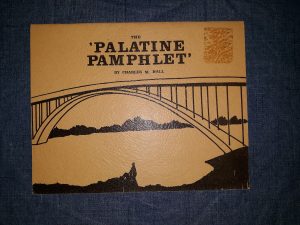 THE
'PALATINE
PAMPHLET'
BY CHARLES M. HALL